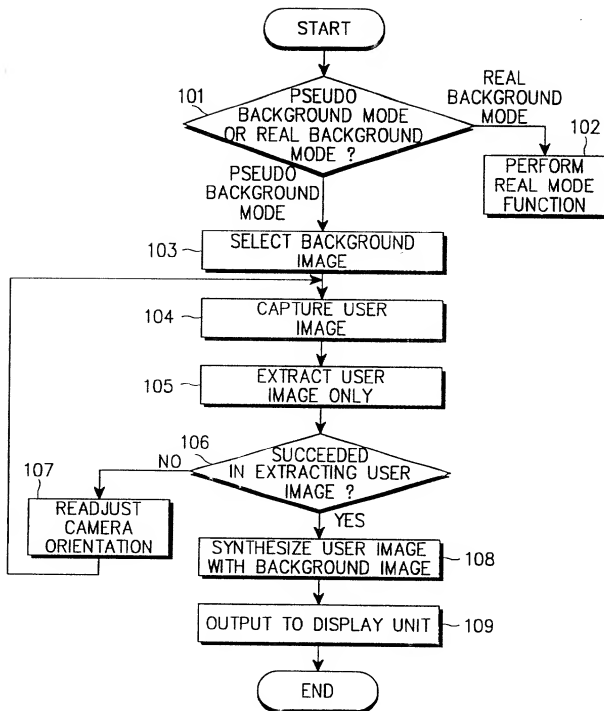 START
101
PSEUDO
BACKGROUND MODE
OR REAL BACKGROUND
MODE ?
REAL
BACKGROUND
MODE
102
PERFORM
REAL MODE
FUNCTION
PSEUDO
BACKGROUND
MODE
103
SELECT BACKGROUND
IMAGE
104
CAPTURE USER
IMAGE
105
EXTRACT USER
IMAGE ONLY
106
SUCCEEDED
IN EXTRACTING USER
IMAGE ?
NO
107
READJUST
CAMERA
ORIENTATION
YES
SYNTHESIZE USER IMAGE
WITH BACKGROUND IMAGE
108
OUTPUT TO DISPLAY UNIT
109
END